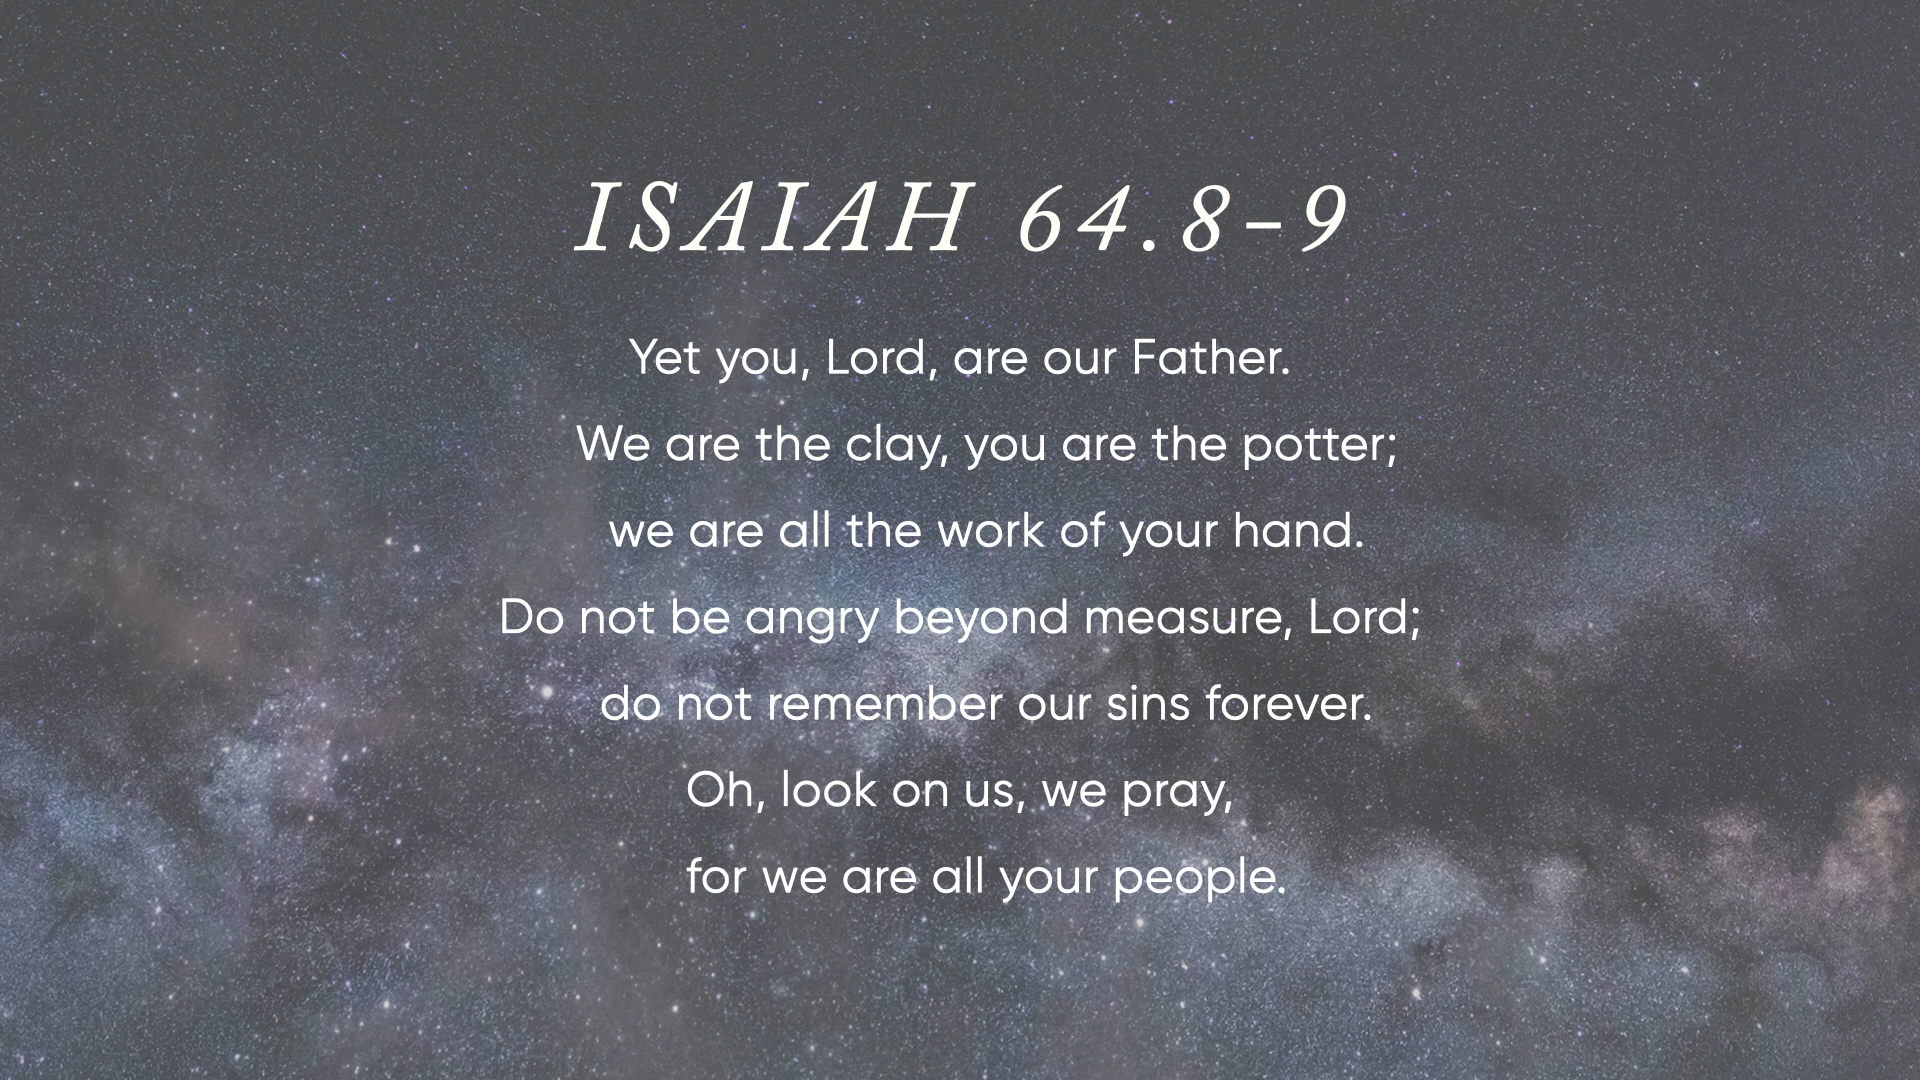 ISAIAH 64.8-9
Yet you, Lord, are our Father.
We are the clay, you are the potter;
we are all the work of your hand.
Do not be angry beyond measure, Lord;
do not remember our sins forever.
Oh, look on us, we pray,
for we are all your people.